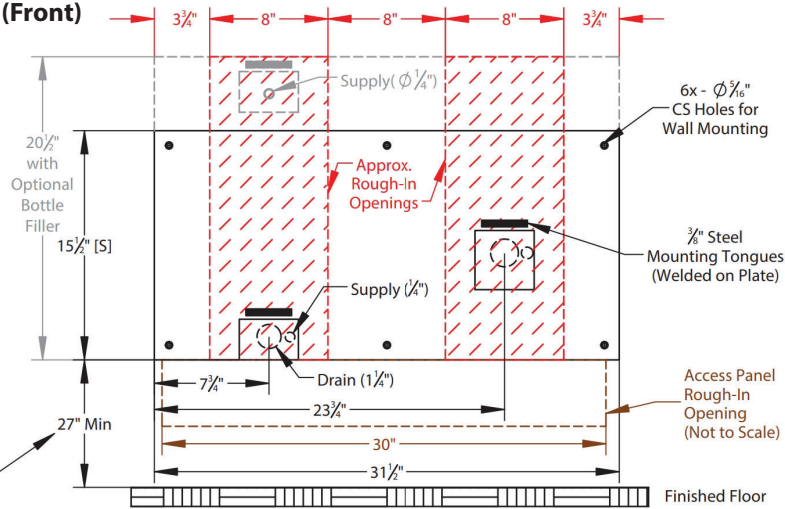 (Front)
3¾"
8"
8"
8"
3¾"
Supply( Ø ¼")
6x - Ø 5⁄16"
CS Holes for
Wall Mounting
20½"
with
Optional
Bottle
Filler
Approx.
Rough-In
Openings
15½" [S]
⅜" Steel
Mounting Tongues
(Welded on Plate)
Supply (¼")
7¾"
Drain (1¼")
23¾"
Access Panel
Rough-In
Opening
(Not to Scale)
27" Min
30"
31½"
Finished Floor